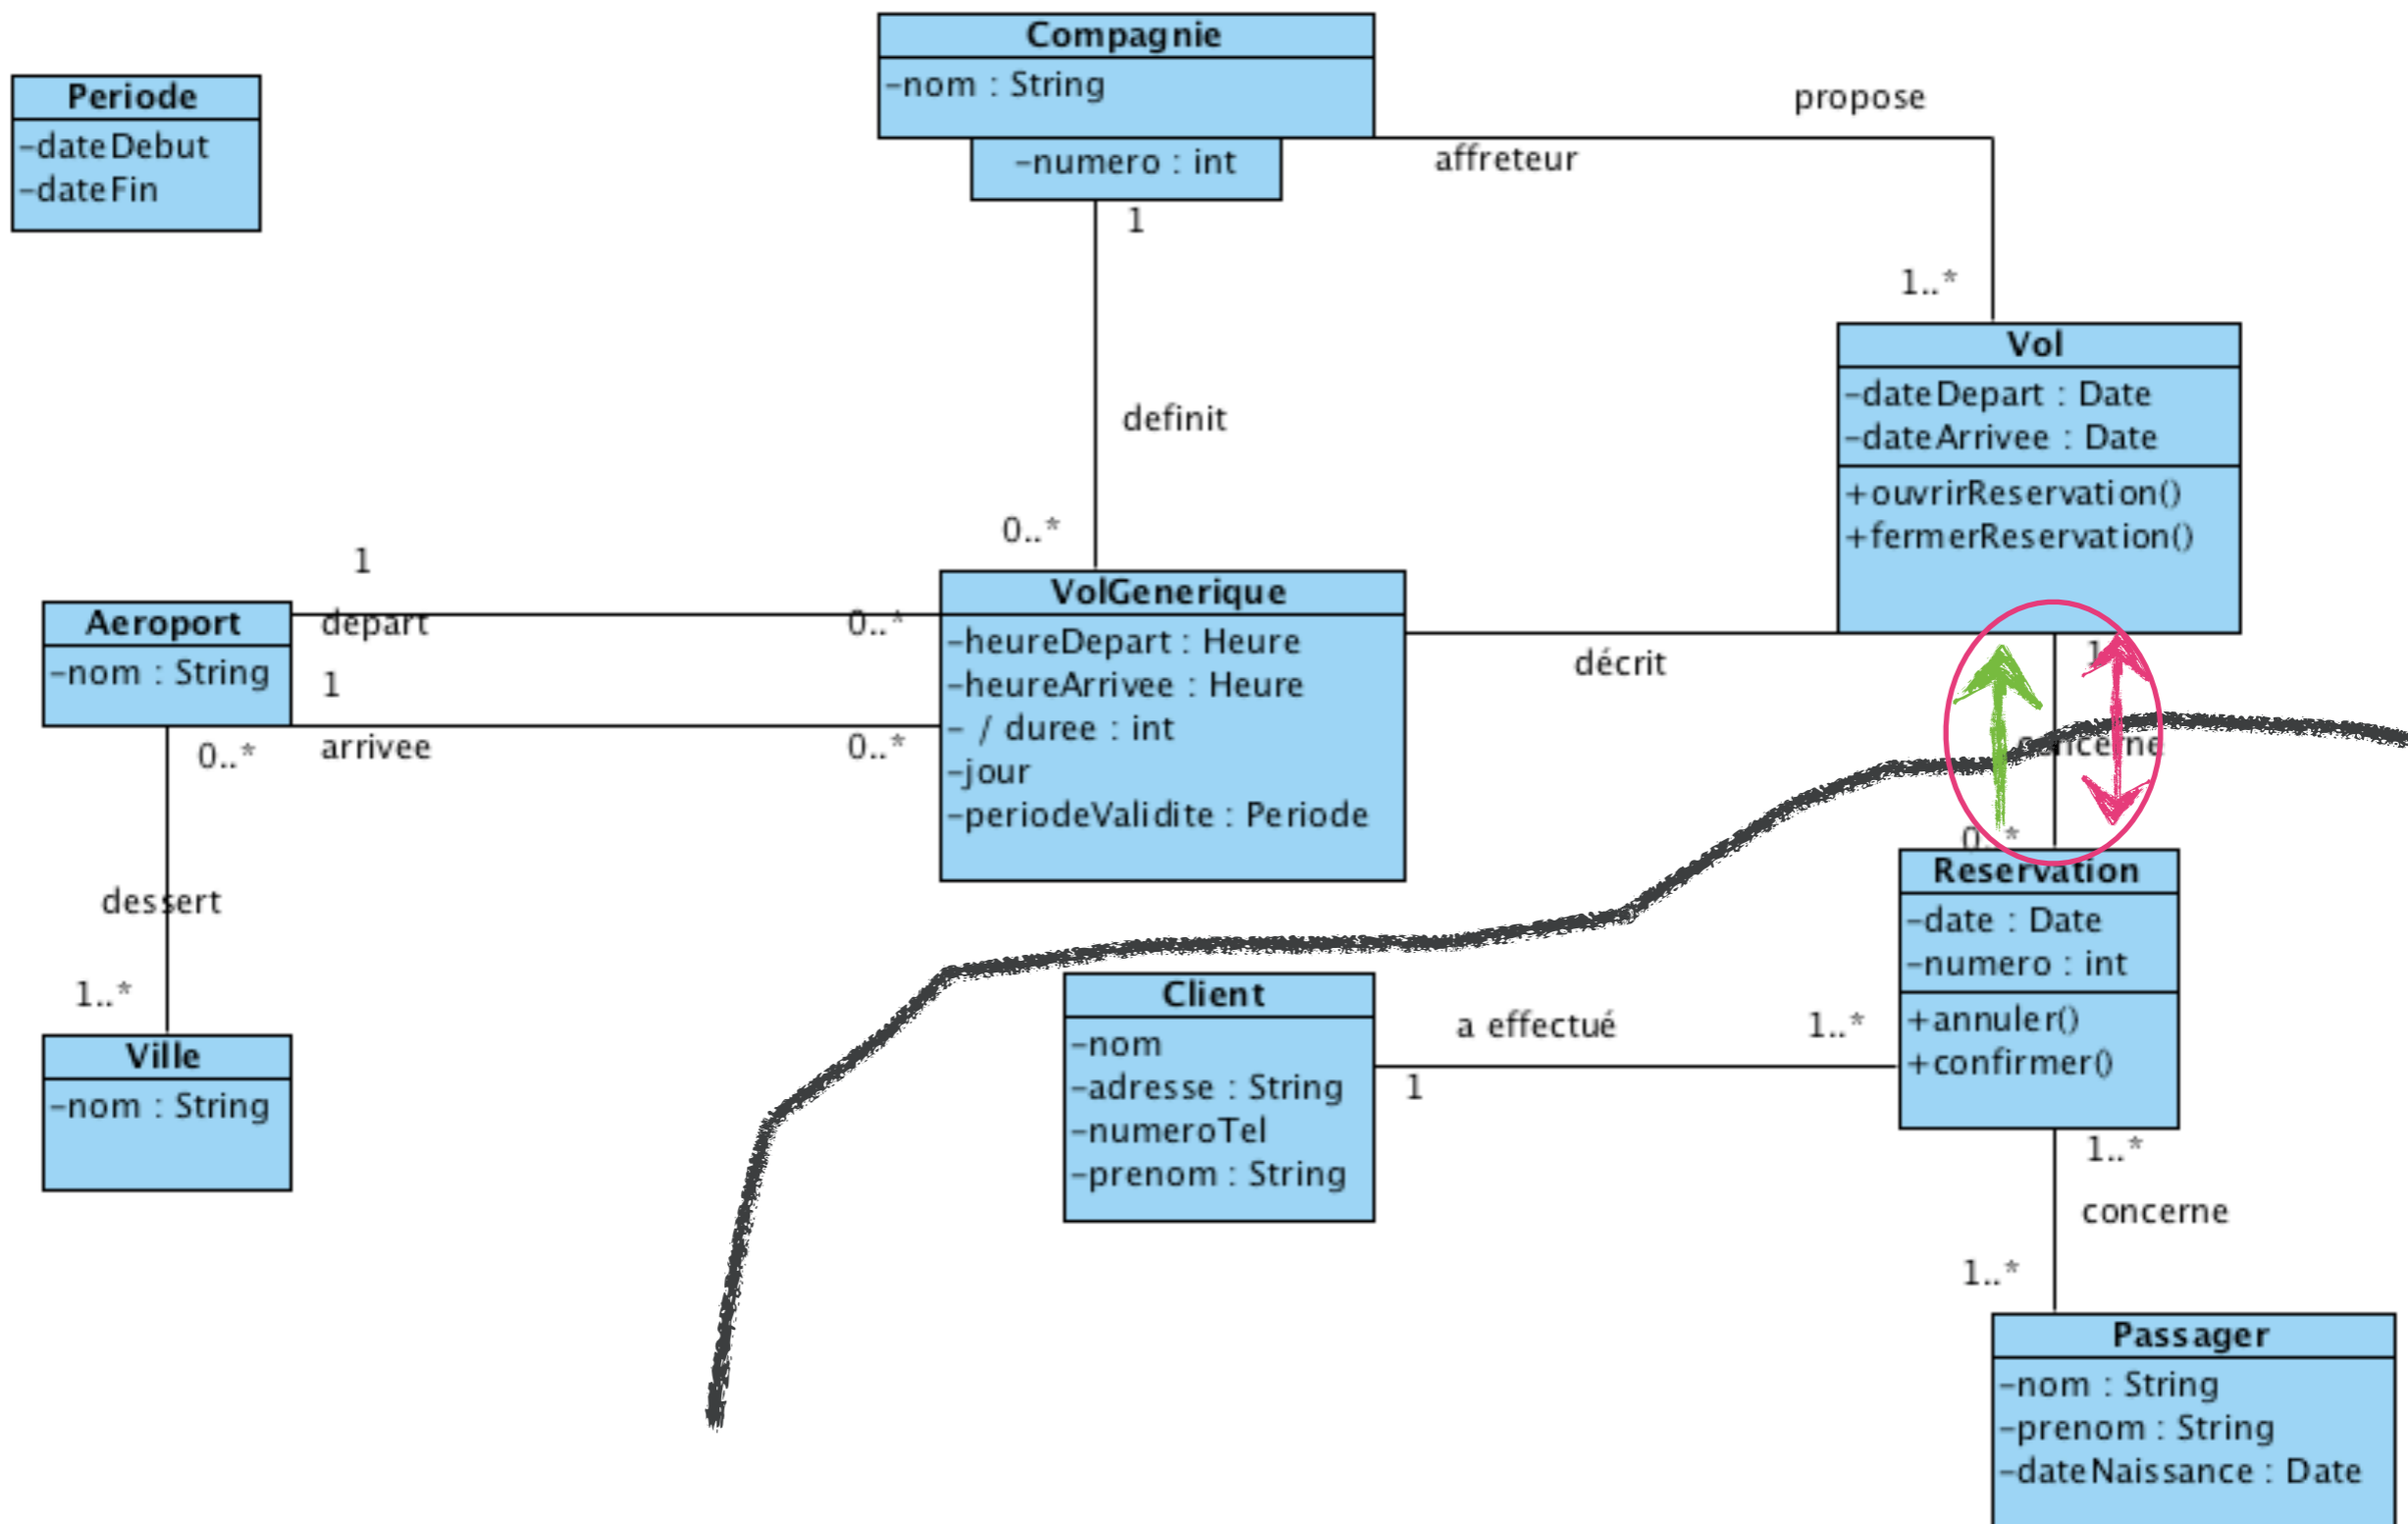 Compagnie
-nom : String
-numero : int
1
propose
affreteur
1..*
Periode
-dateDebut
-dateFin
definit
0..*
Vol
-dateDepart : Date
-dateArrivee : Date
+ouvrirReservation()
+fermerReservation()
1
depart
0..*
Aeroport
-nom : String
1
arrivee
0..*
0..*
VolGenerique
-heureDepart : Heure
-heureArrivee : Heure
- / duree : int
-jour
-periodeValidite : Periode
décrit
1
concerne
0..*
dessert
1..*
Ville
-nom : String
Reservation
-date : Date
-numero : int
+annuler()
+confirmer()
Client
-nom
-adresse : String
-numeroTel
-prenom : String
a effectué
1..*
1
1..*
concerne
1..*
Passager
-nom : String
-prenom : String
-dateNaissance : Date